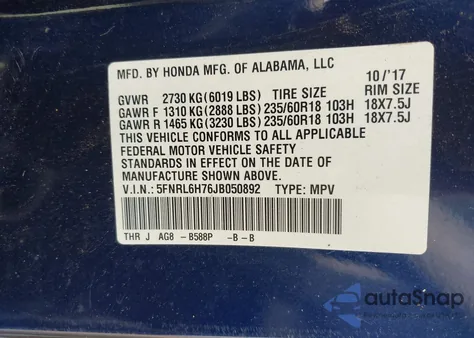 MFD. BY HONDA MFG. OF ALABAMA, LLC 10/'17
GVWR 2730 KG(6019 LBS) TIRE SIZE RIM SIZE
GAWR F 1310 KG (2888 LBS) 235/60R18 103H 18X7.5J
GAWR R 1465 KG(3230 LBS) 235/60R18 103H 18X7.5J
THIS VEHICLE CONFORMS TO ALL APPLICABLE
FEDERAL MOTOR VEHICLE SAFETY
STANDARDS IN EFFECT ON THE DATE OF
MANUFACTURE SHOWN ABOVE.
V.I.N.: 5FNRL6H76JB050892 TYPE: MPV
THR J AG8 -B588P -B-B
autoSnap